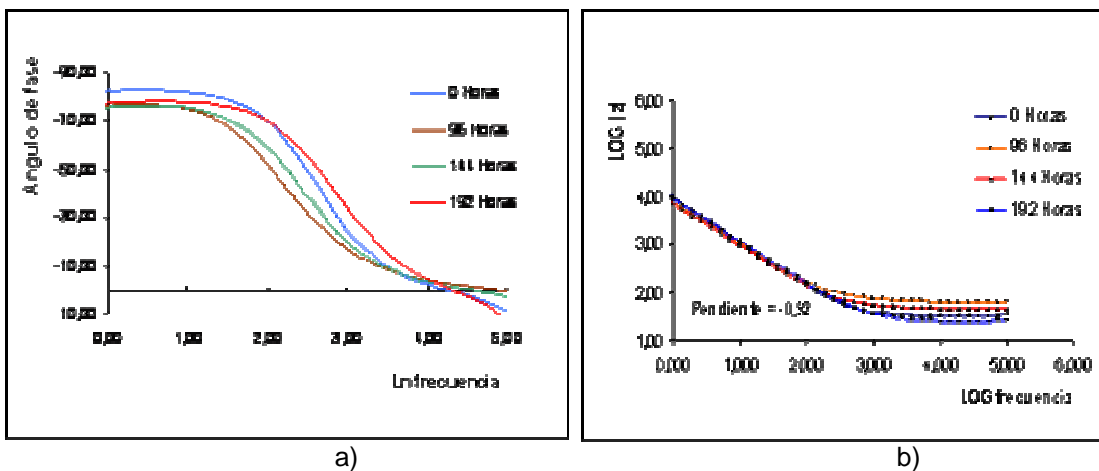 Angulo de fase
-90,00
-50,00
-30,00
-10,00
10,00
0,00
1,00
2,00
3,00
4,00
5,00
0 Horas
96 Horas
144 Horas
192 Horas
Ln frecuencia
a)
LOG |z|
6,00
5,00
4,00
3,00
2,00
1,00
0,000
1,000
2,000
3,000
4,000
5,000
6,000
0 Horas
96 Horas
144 Horas
192 Horas
Pendiente = -0,92
LOG frecuencia
b)